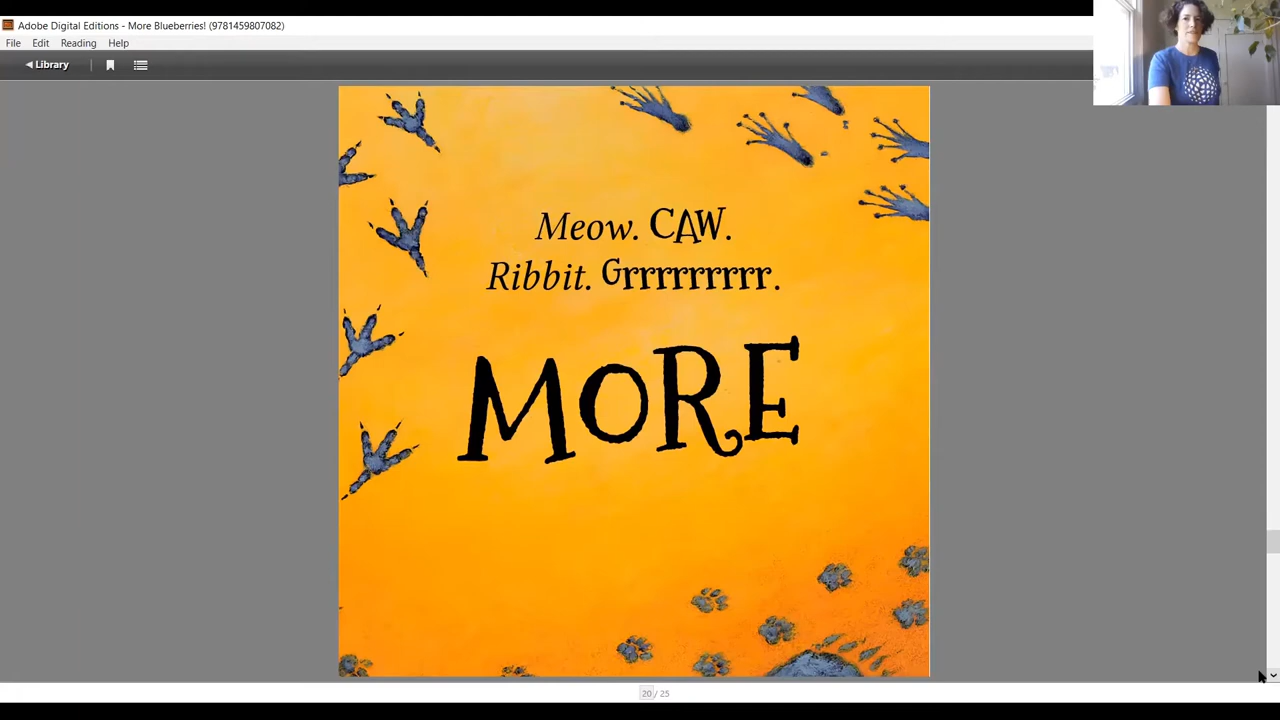 Adobe Digital Editions - More Blueberries! (9781459807082)
File Edit Reading Help
Library
Meow. CAW.
Ribbit. Grrrrrrrrr.
MORE
20 / 25